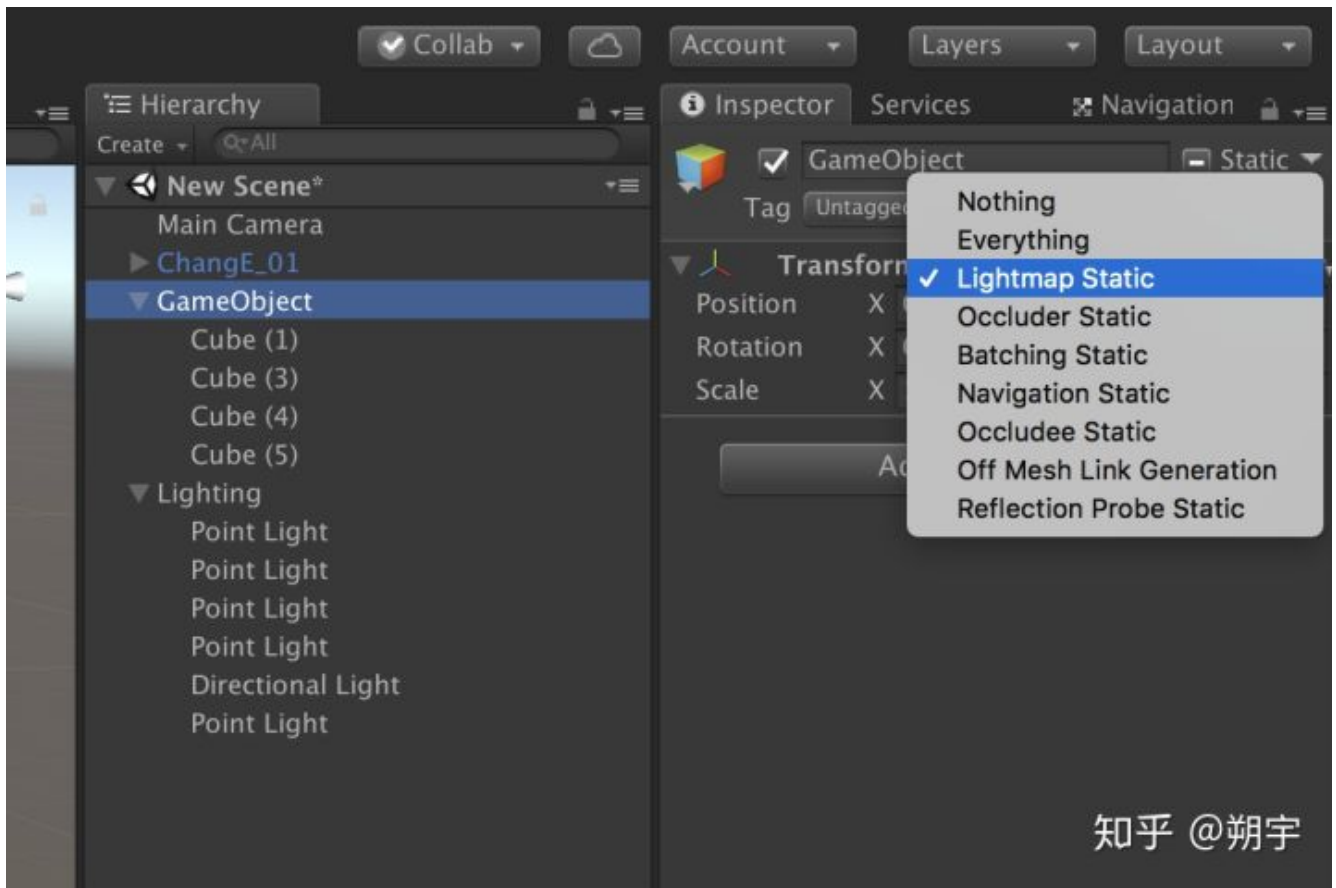 Collab
Account
Layers
Layout
Hierarchy
Create
All
New Scene*
Main Camera
ChangE_01
GameObject
Cube (1)
Cube (3)
Cube (4)
Cube (5)
Lighting
Point Light
Point Light
Point Light
Point Light
Directional Light
Point Light
Inspector
Services
Navigation
GameObject
Static
Tag
Untagged
Transform
Position X
Rotation X
Scale X
Nothing
Everything
Lightmap Static
Occluder Static
Batching Static
Navigation Static
Occludee Static
Off Mesh Link Generation
Reflection Probe Static
知乎 @朔宇